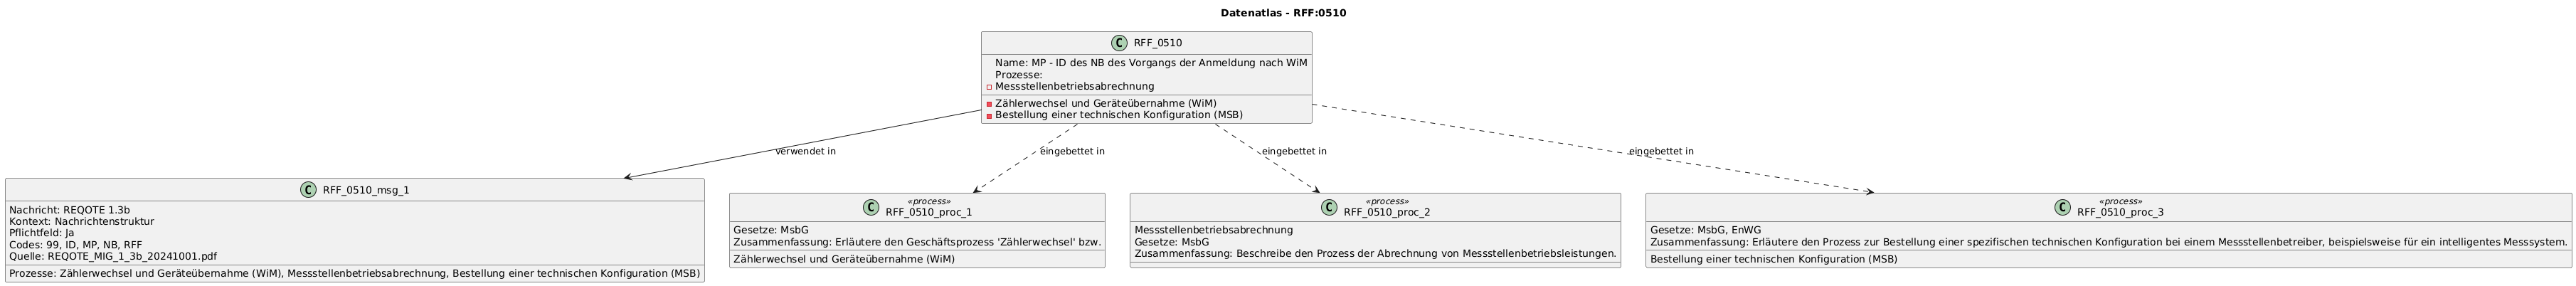 Datenatlas - RFF:0510
C RFF_0510
Name: MP - ID des NB des Vorgangs der Anmeldung nach WiM
Prozesse:
Messstellenbetriebsabrechnung
Zählerwechsel und Geräteübernahme (WiM)
Bestellung einer technischen Konfiguration (MSB)
verwendet in
eingebettet in
eingebettet in
eingebettet in
C RFF_0510_msg_1
Nachricht: REQOTE 1.3b
Kontext: Nachrichtenstruktur
Pflichtfeld: Ja
Codes: 99, ID, MP, NB, RFF
Quelle: REQOTE_MIG_1_3b_20241001.pdf
Prozesse: Zählerwechsel und Geräteübernahme (WiM), Messstellenbetriebsabrechnung, Bestellung einer technischen Konfiguration (MSB)
«process»
C RFF_0510_proc_1
Gesetze: MsbG
Zusammenfassung: Erläutere den Geschäftsprozess 'Zählerwechsel' bzw.
Zählerwechsel und Geräteübernahme (WiM)
«process»
C RFF_0510_proc_2
Messstellenbetriebsabrechnung
Gesetze: MsbG
Zusammenfassung: Beschreibe den Prozess der Abrechnung von Messstellenbetriebsleistungen.
«process»
C RFF_0510_proc_3
Gesetze: MsbG, EnWG
Zusammenfassung: Erläutere den Prozess zur Bestellung einer spezifischen technischen Konfiguration bei einem Messstellenbetreiber, beispielsweise für ein intelligentes Messsystem.
Bestellung einer technischen Konfiguration (MSB)